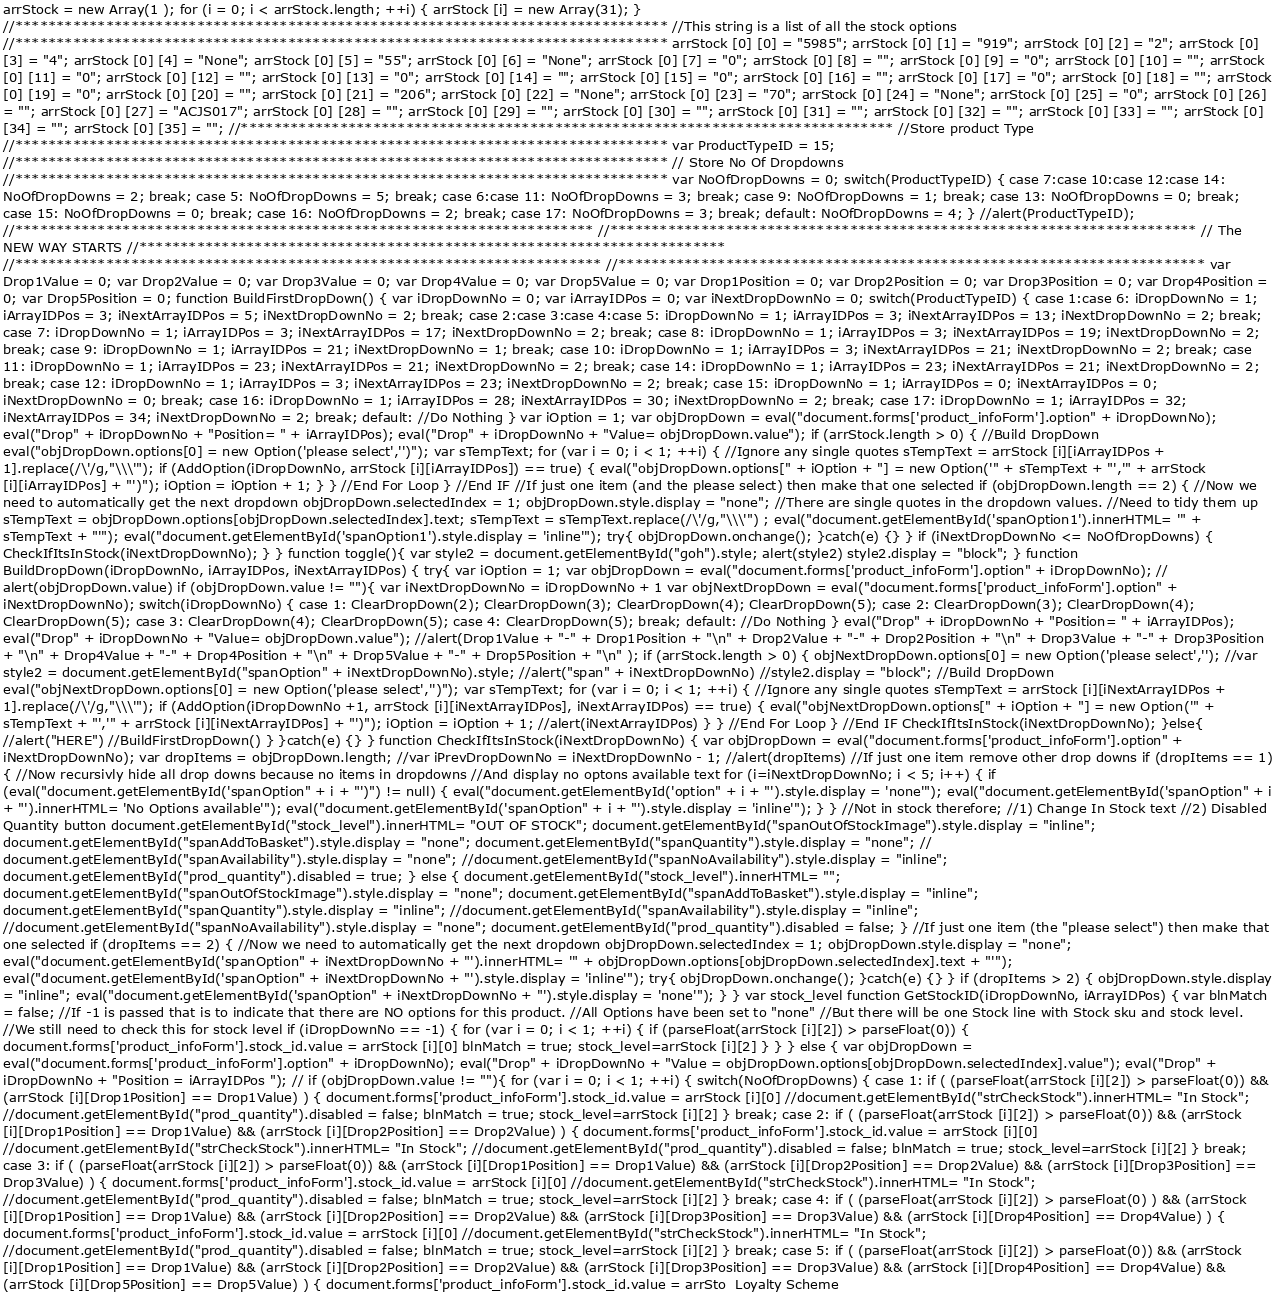 arrStock = new Array(1 ); for (i = 0; i < arrStock.length; ++i) { arrStock [i] = new Array(31); }
//******************************************************************************* //This string is a list of all the stock options
//******************************************************************************* arrStock [0] [0] = "5985"; arrStock [0] [1] = "919"; arrStock [0] [2] = "2"; arrStock [0]
[3] = "4"; arrStock [0] [4] = "None"; arrStock [0] [5] = "55"; arrStock [0] [6] = "None"; arrStock [0] [7] = "0"; arrStock [0] [8] = ""; arrStock [0] [9] = "0"; arrStock [0] [10] = ""; arrStock
[0] [11] = "0"; arrStock [0] [12] = ""; arrStock [0] [13] = "0"; arrStock [0] [14] = ""; arrStock [0] [15] = "0"; arrStock [0] [16] = ""; arrStock [0] [17] = "0"; arrStock [0] [18] = ""; arrStock
[0] [19] = "0"; arrStock [0] [20] = ""; arrStock [0] [21] = "206"; arrStock [0] [22] = "None"; arrStock [0] [23] = "70"; arrStock [0] [24] = "None"; arrStock [0] [25] = "0"; arrStock [0] [26]
= ""; arrStock [0] [27] = "ACJS017"; arrStock [0] [28] = ""; arrStock [0] [29] = ""; arrStock [0] [30] = ""; arrStock [0] [31] = ""; arrStock [0] [32] = ""; arrStock [0] [33] = ""; arrStock [0]
[34] = ""; arrStock [0] [35] = ""; //******************************************************************************* //Store product Type
//******************************************************************************* var ProductTypeID = 15;
//******************************************************************************* // Store No Of Dropdowns
//******************************************************************************* var NoOfDropDowns = 0; switch(ProductTypeID) { case 7:case 10:case 12:case 14:
NoOfDropDowns = 2; break; case 5: NoOfDropDowns = 5; break; case 6:case 11: NoOfDropDowns = 3; break; case 9: NoOfDropDowns = 1; break; case 13: NoOfDropDowns = 0; break;
case 15: NoOfDropDowns = 0; break; case 16: NoOfDropDowns = 2; break; case 17: NoOfDropDowns = 3; break; default: NoOfDropDowns = 4; } //alert(ProductTypeID);
//********************************************************************** //*********************************************************************** // The
NEW WAY STARTS //***********************************************************************
//*********************************************************************** //*********************************************************************** var
Drop1Value = 0; var Drop2Value = 0; var Drop3Value = 0; var Drop4Value = 0; var Drop5Value = 0; var Drop1Position = 0; var Drop2Position = 0; var Drop3Position = 0; var Drop4Position =
0; var Drop5Position = 0; function BuildFirstDropDown() { var iDropDownNo = 0; var iArrayIDPos = 0; var iNextDropDownNo = 0; switch(ProductTypeID) { case 1:case 6: iDropDownNo = 1;
iArrayIDPos = 3; iNextArrayIDPos = 5; iNextDropDownNo = 2; break; case 2:case 3:case 4:case 5: iDropDownNo = 1; iArrayIDPos = 3; iNextArrayIDPos = 13; iNextDropDownNo = 2; break;
case 7: iDropDownNo = 1; iArrayIDPos = 3; iNextArrayIDPos = 17; iNextDropDownNo = 2; break; case 8: iDropDownNo = 1; iArrayIDPos = 3; iNextArrayIDPos = 19; iNextDropDownNo = 2;
break; case 9: iDropDownNo = 1; iArrayIDPos = 21; iNextDropDownNo = 1; break; case 10: iDropDownNo = 1; iArrayIDPos = 3; iNextArrayIDPos = 21; iNextDropDownNo = 2; break; case
11: iDropDownNo = 1; iArrayIDPos = 23; iNextArrayIDPos = 21; iNextDropDownNo = 2; break; case 14: iDropDownNo = 1; iArrayIDPos = 23; iNextArrayIDPos = 21; iNextDropDownNo = 2;
break; case 12: iDropDownNo = 1; iArrayIDPos = 3; iNextArrayIDPos = 23; iNextDropDownNo = 2; break; case 15: iDropDownNo = 1; iArrayIDPos = 0; iNextArrayIDPos = 0;
iNextDropDownNo = 0; break; case 16: iDropDownNo = 1; iArrayIDPos = 28; iNextArrayIDPos = 30; iNextDropDownNo = 2; break; case 17: iDropDownNo = 1; iArrayIDPos = 32;
iNextArrayIDPos = 34; iNextDropDownNo = 2; break; default: //Do Nothing } var iOption = 1; var objDropDown = eval("document.forms['product_infoForm'].option" + iDropDownNo);
eval("Drop" + iDropDownNo + "Position= " + iArrayIDPos); eval("Drop" + iDropDownNo + "Value= objDropDown.value"); if (arrStock.length > 0) { //Build DropDown
eval("objDropDown.options[0] = new Option('please select','')"); var sTempText; for (var i = 0; i < 1; ++i) { //Ignore any single quotes sTempText = arrStock [i][iArrayIDPos +
1].replace(/\'/g,"\\\'"); if (AddOption(iDropDownNo, arrStock [i][iArrayIDPos]) == true) { eval("objDropDown.options[" + iOption + "] = new Option('" + sTempText + "','" + arrStock
[i][iArrayIDPos] + "')"); iOption = iOption + 1; } } //End For Loop } //End IF //If just one item (and the please select) then make that one selected if (objDropDown.length == 2) { //Now we
need to automatically get the next dropdown objDropDown.selectedIndex = 1; objDropDown.style.display = "none"; //There are single quotes in the dropdown values. //Need to tidy them up
sTempText = objDropDown.options[objDropDown.selectedIndex].text; sTempText = sTempText.replace(/\'/g,"\\\'") ; eval("document.getElementById('spanOption1').innerHTML= '" +
sTempText + "'"); eval("document.getElementById('spanOption1').style.display = 'inline'"); try{ objDropDown.onchange(); }catch(e) {} } if (iNextDropDownNo <= NoOfDropDowns) {
CheckIfItsInStock(iNextDropDownNo); } } function toggle(){ var style2 = document.getElementById("goh").style; alert(style2) style2.display = "block"; } function
BuildDropDown(iDropDownNo, iArrayIDPos, iNextArrayIDPos) { try{ var iOption = 1; var objDropDown = eval("document.forms['product_infoForm'].option" + iDropDownNo); //
alert(objDropDown.value) if (objDropDown.value != ""){ var iNextDropDownNo = iDropDownNo + 1 var objNextDropDown = eval("document.forms['product_infoForm'].option" +
iNextDropDownNo); switch(iDropDownNo) { case 1: ClearDropDown(2); ClearDropDown(3); ClearDropDown(4); ClearDropDown(5); case 2: ClearDropDown(3); ClearDropDown(4);
ClearDropDown(5); case 3: ClearDropDown(4); ClearDropDown(5); case 4: ClearDropDown(5); break; default: //Do Nothing } eval("Drop" + iDropDownNo + "Position= " + iArrayIDPos);
eval("Drop" + iDropDownNo + "Value= objDropDown.value"); //alert(Drop1Value + "-" + Drop1Position + "\n" + Drop2Value + "-" + Drop2Position + "\n" + Drop3Value + "-" + Drop3Position
+ "\n" + Drop4Value + "-" + Drop4Position + "\n" + Drop5Value + "-" + Drop5Position + "\n" ); if (arrStock.length > 0) { objNextDropDown.options[0] = new Option('please select',''); //var
style2 = document.getElementById("spanOption" + iNextDropDownNo).style; //alert("span" + iNextDropDownNo) //style2.display = "block"; //Build DropDown
eval("objNextDropDown.options[0] = new Option('please select','')"); var sTempText; for (var i = 0; i < 1; ++i) { //Ignore any single quotes sTempText = arrStock [i][iNextArrayIDPos +
1].replace(/\'/g,"\\\'"); if (AddOption(iDropDownNo +1, arrStock [i][iNextArrayIDPos], iNextArrayIDPos) == true) { eval("objNextDropDown.options[" + iOption + "] = new Option('" +
sTempText + "','" + arrStock [i][iNextArrayIDPos] + "')"); iOption = iOption + 1; //alert(iNextArrayIDPos) } } //End For Loop } //End IF CheckIfItsInStock(iNextDropDownNo); }else{
//alert("HERE") //BuildFirstDropDown() } }catch(e) {} } function CheckIfItsInStock(iNextDropDownNo) { var objDropDown = eval("document.forms['product_infoForm'].option" +
iNextDropDownNo); var dropItems = objDropDown.length; //var iPrevDropDownNo = iNextDropDownNo - 1; //alert(dropItems) //If just one item remove other drop downs if (dropItems == 1)
{ //Now recursivly hide all drop downs because no items in dropdowns //And display no optons available text for (i=iNextDropDownNo; i < 5; i++) { if
(eval("document.getElementById('spanOption" + i + "')") != null) { eval("document.getElementById('option" + i + "').style.display = 'none'"); eval("document.getElementById('spanOption" + i
+ "').innerHTML= 'No Options available'"); eval("document.getElementById('spanOption" + i + "').style.display = 'inline'"); } } //Not in stock therefore; //1) Change In Stock text //2) Disabled
Quantity button document.getElementById("stock_level").innerHTML= "OUT OF STOCK"; document.getElementById("spanOutOfStockImage").style.display = "inline";
document.getElementById("spanAddToBasket").style.display = "none"; document.getElementById("spanQuantity").style.display = "none"; //
document.getElementById("spanAvailability").style.display = "none"; //document.getElementById("spanNoAvailability").style.display = "inline";
document.getElementById("prod_quantity").disabled = true; } else { document.getElementById("stock_level").innerHTML= "";
document.getElementById("spanOutOfStockImage").style.display = "none"; document.getElementById("spanAddToBasket").style.display = "inline";
document.getElementById("spanQuantity").style.display = "inline"; //document.getElementById("spanAvailability").style.display = "inline";
//document.getElementById("spanNoAvailability").style.display = "none"; document.getElementById("prod_quantity").disabled = false; } //If just one item (the "please select") then make that
one selected if (dropItems == 2) { //Now we need to automatically get the next dropdown objDropDown.selectedIndex = 1; objDropDown.style.display = "none";
eval("document.getElementById('spanOption" + iNextDropDownNo + "').innerHTML= '" + objDropDown.options[objDropDown.selectedIndex].text + "'");
eval("document.getElementById('spanOption" + iNextDropDownNo + "').style.display = 'inline'"); try{ objDropDown.onchange(); }catch(e) {} } if (dropItems > 2) { objDropDown.style.display
= "inline"; eval("document.getElementById('spanOption" + iNextDropDownNo + "').style.display = 'none'"); } } var stock_level function GetStockID(iDropDownNo, iArrayIDPos) { var blnMatch
= false; //If -1 is passed that is to indicate that there are NO options for this product. //All Options have been set to "none" //But there will be one Stock line with Stock sku and stock level.
//We still need to check this for stock level if (iDropDownNo == -1) { for (var i = 0; i < 1; ++i) { if (parseFloat(arrStock [i][2]) > parseFloat(0)) {
document.forms['product_infoForm'].stock_id.value = arrStock [i][0] blnMatch = true; stock_level=arrStock [i][2] } } } else { var objDropDown =
eval("document.forms['product_infoForm'].option" + iDropDownNo); eval("Drop" + iDropDownNo + "Value = objDropDown.options[objDropDown.selectedIndex].value"); eval("Drop" +
iDropDownNo + "Position = iArrayIDPos "); // if (objDropDown.value != ""){ for (var i = 0; i < 1; ++i) { switch(NoOfDropDowns) { case 1: if ( (parseFloat(arrStock [i][2]) > parseFloat(0)) &&
(arrStock [i][Drop1Position] == Drop1Value) ) { document.forms['product_infoForm'].stock_id.value = arrStock [i][0] //document.getElementById("strCheckStock").innerHTML= "In Stock";
//document.getElementById("prod_quantity").disabled = false; blnMatch = true; stock_level=arrStock [i][2] } break; case 2: if ( (parseFloat(arrStock [i][2]) > parseFloat(0)) && (arrStock
[i][Drop1Position] == Drop1Value) && (arrStock [i][Drop2Position] == Drop2Value) ) { document.forms['product_infoForm'].stock_id.value = arrStock [i][0]
//document.getElementById("strCheckStock").innerHTML= "In Stock"; //document.getElementById("prod_quantity").disabled = false; blnMatch = true; stock_level=arrStock [i][2] } break;
case 3: if ( (parseFloat(arrStock [i][2]) > parseFloat(0)) && (arrStock [i][Drop1Position] == Drop1Value) && (arrStock [i][Drop2Position] == Drop2Value) && (arrStock [i][Drop3Position] ==
Drop3Value) ) { document.forms['product_infoForm'].stock_id.value = arrStock [i][0] //document.getElementById("strCheckStock").innerHTML= "In Stock";
//document.getElementById("prod_quantity").disabled = false; blnMatch = true; stock_level=arrStock [i][2] } break; case 4: if ( (parseFloat(arrStock [i][2]) > parseFloat(0) ) && (arrStock
[i][Drop1Position] == Drop1Value) && (arrStock [i][Drop2Position] == Drop2Value) && (arrStock [i][Drop3Position] == Drop3Value) && (arrStock [i][Drop4Position] == Drop4Value) ) {
document.forms['product_infoForm'].stock_id.value = arrStock [i][0] //document.getElementById("strCheckStock").innerHTML= "In Stock";
//document.getElementById("prod_quantity").disabled = false; blnMatch = true; stock_level=arrStock [i][2] } break; case 5: if ( (parseFloat(arrStock [i][2]) > parseFloat(0)) && (arrStock
[i][Drop1Position] == Drop1Value) && (arrStock [i][Drop2Position] == Drop2Value) && (arrStock [i][Drop3Position] == Drop3Value) && (arrStock [i][Drop4Position] == Drop4Value) &&
(arrStock [i][Drop5Position] == Drop5Value) ) { document.forms['product_infoForm'].stock_id.value = arrSto Loyalty Scheme